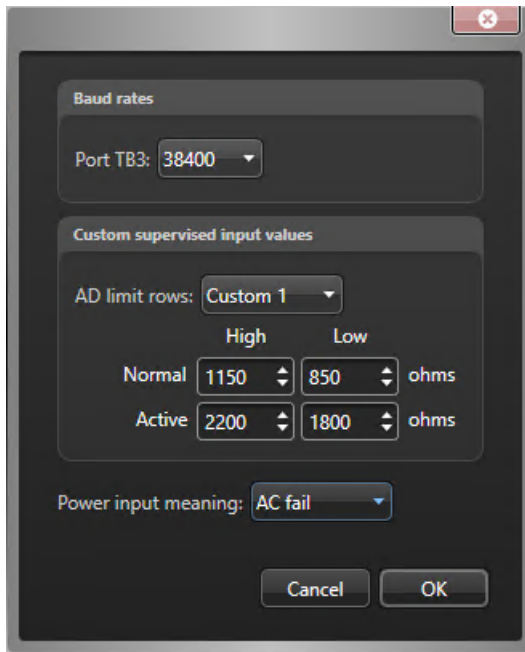 Baud rates
Port TB3: 38400
Custom supervised input values
AD limit rows: Custom 1
High Low
Normal 1150 850 ohms
Active 2200 1800 ohms
Power input meaning: AC fail
Cancel OK